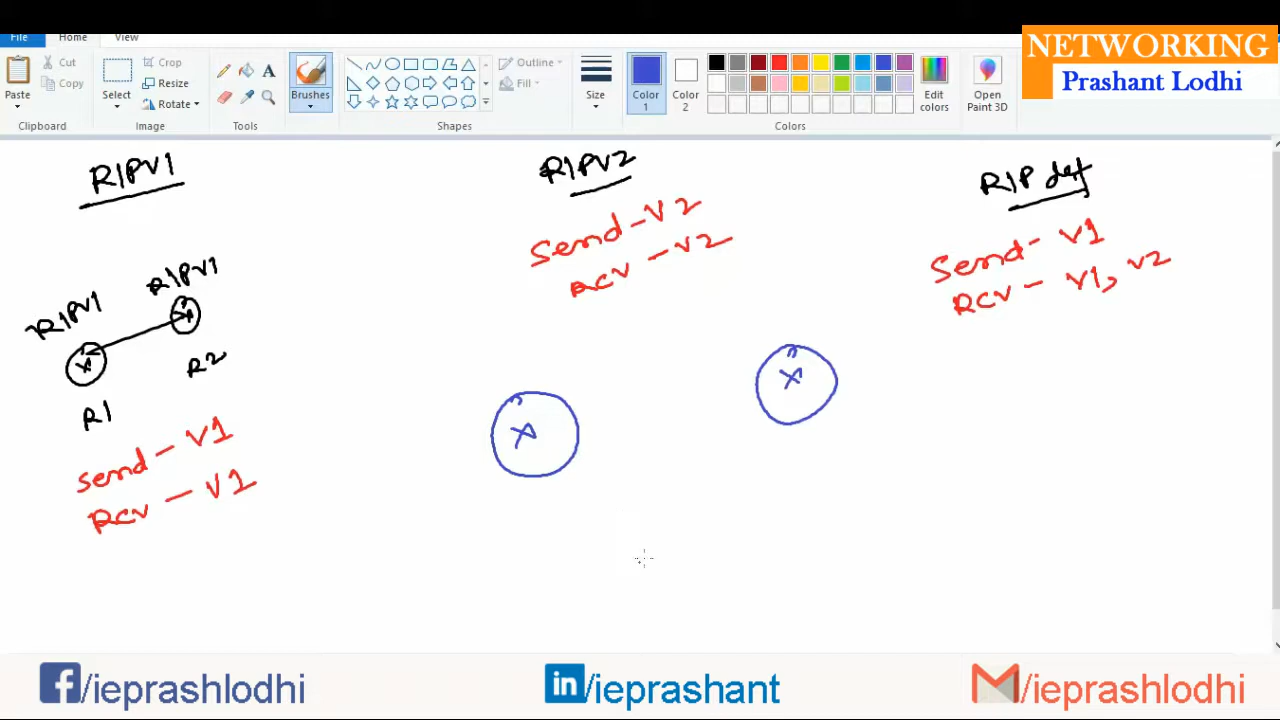 File Home View
NETWORKING
Prashant Lodhi
Paste
Cut
Copy
Clipboard
Select
Crop
Resize
Rotate
Image
A
Tools
Brushes
Outline
Fill
Shapes
Size
Color 1
Color 2
Edit colors
Colors
Open Paint 3D
RIPV1
RIPV2
RIP def
Send - V2
RCV - V2
Send - V1
RCV - V1, V2
RIPV1
RIPV1
R2
R1
Send - V1
RCV - V1
/ieprashlodhi
in/ieprashant
/ieprashlodhi